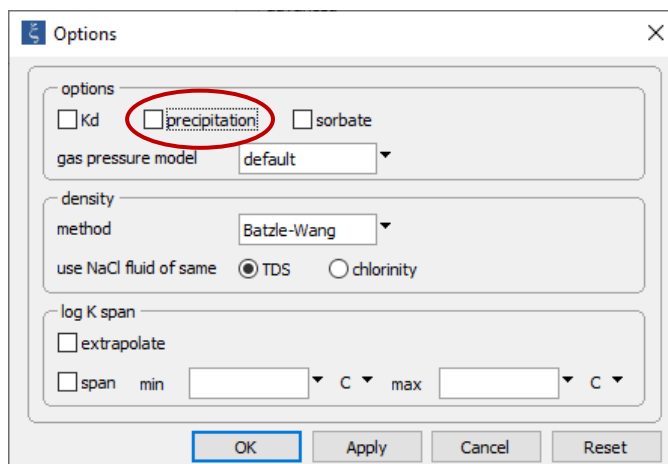 Options
options
Kd precipitation sorbate
gas pressure model default
density
method Batzle-Wang
use NaCl fluid of same TDS chlorinity
log K span
extrapolate
span min C max C
OK Apply Cancel Reset